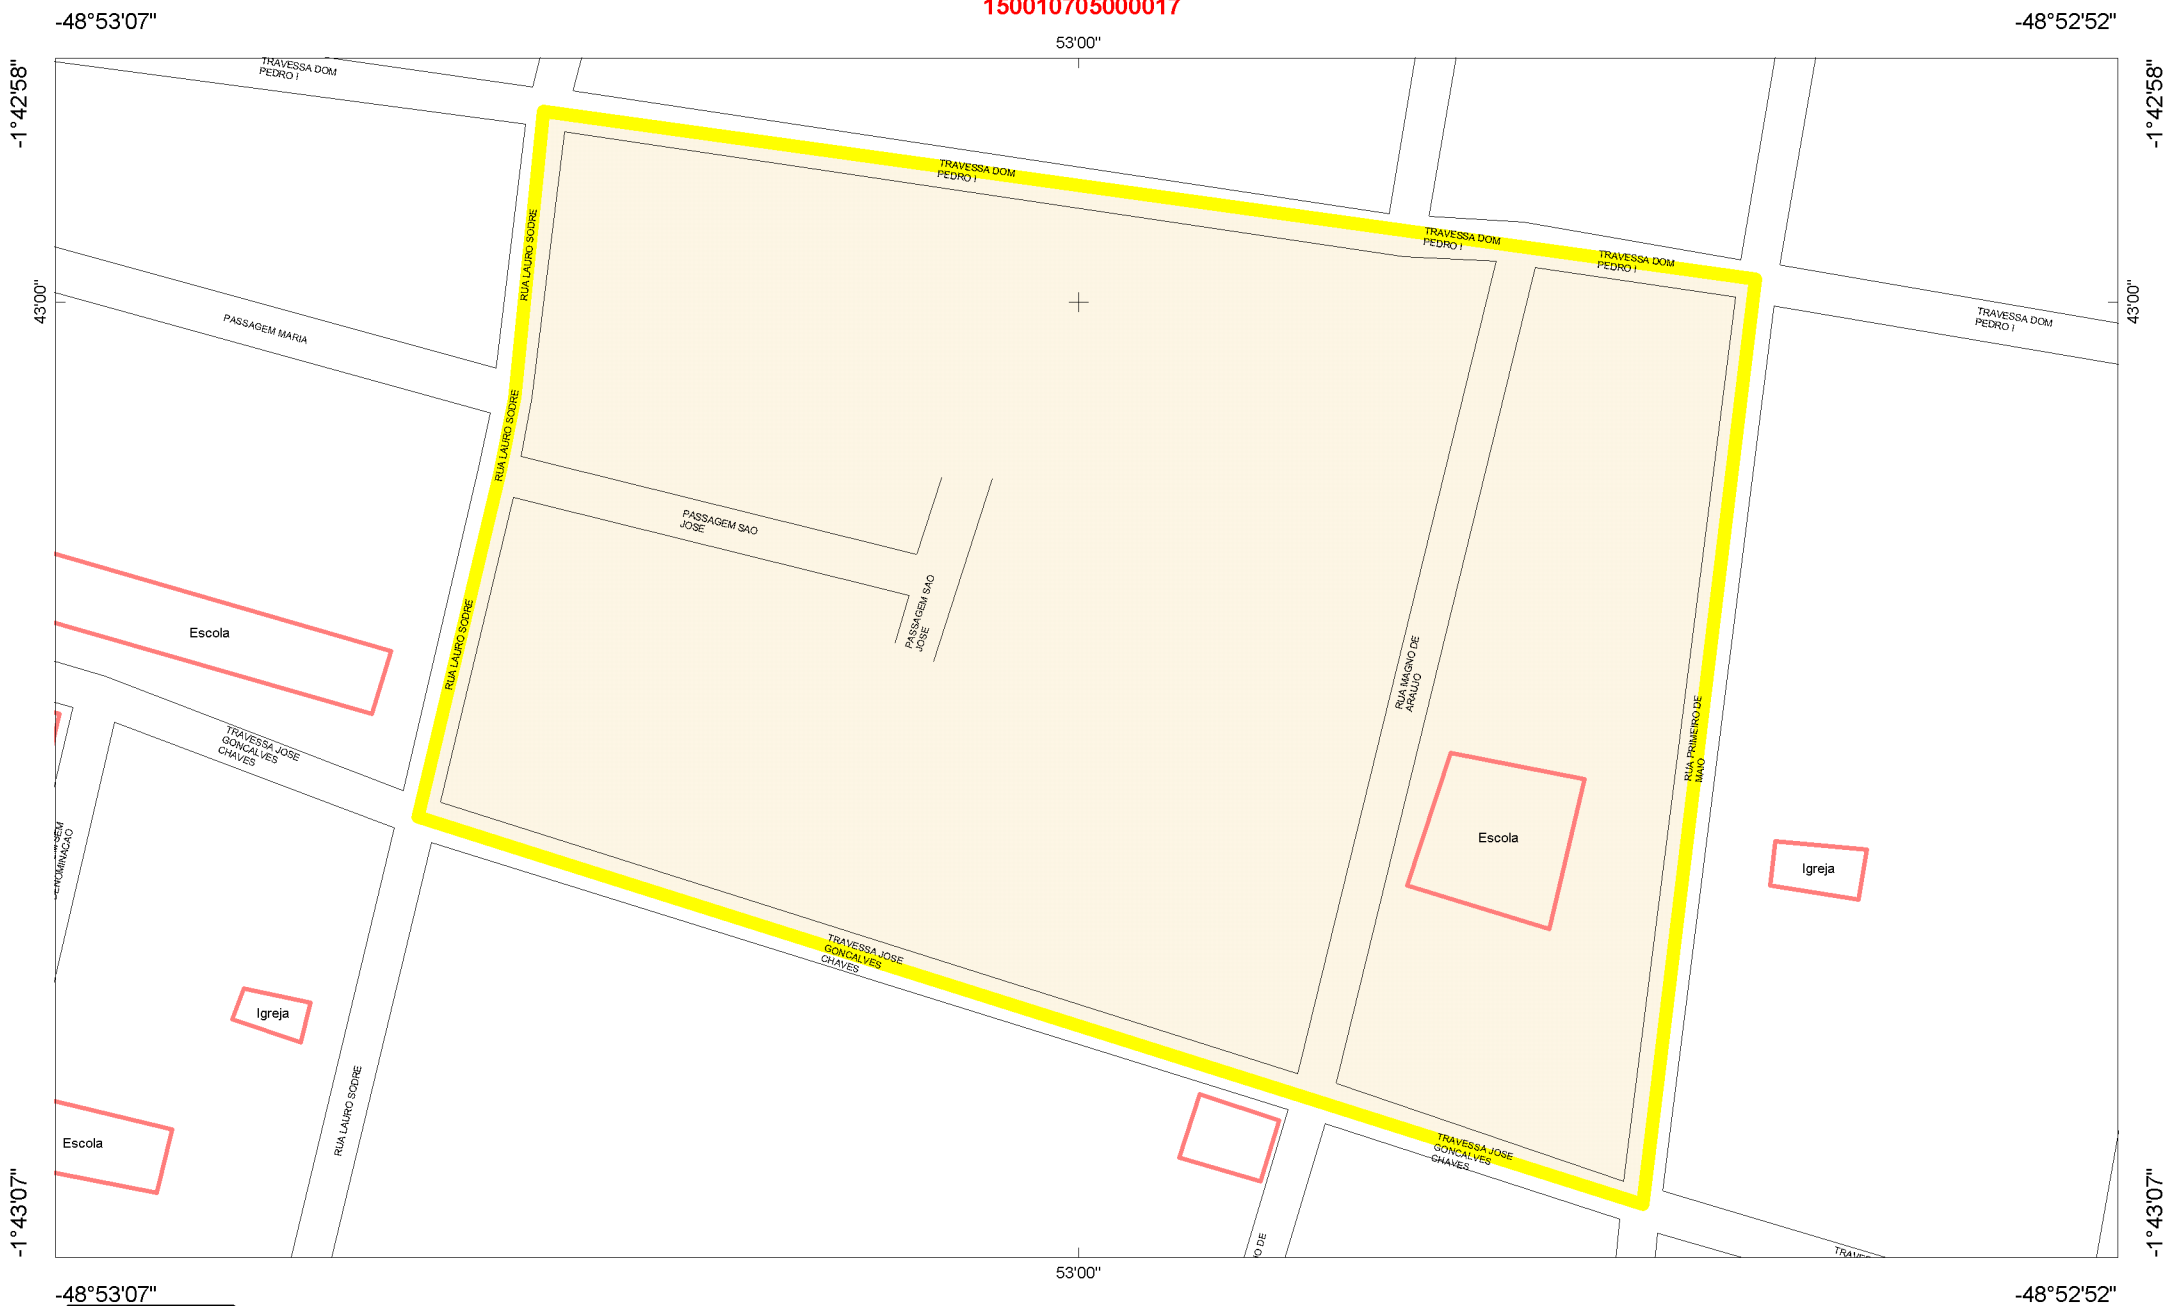 150010705000017
-48°53'07"
-48°52'52"
53'00"
-1°42'58"
-1°42'58"
TRAVESSA DOM
PEDRO I
TRAVESSA DOM
PEDRO I
RUA LAURO SODRE
TRAVESSA DOM
PEDRO I
TRAVESSA DOM
PEDRO I
43'00"
43'00"
TRAVESSA DOM
PEDRO I
PASSAGEM MARIA
RUA LAURO SODRE
PASSAGEM SAO
JOSE
PASSAGEM SAO
JOSE
Escola
RUA LAURO SODRE
RUA MAGNO DE
ARAUJO
RUA PRIMEIRO DE
MAIO
TRAVESSA JOSE
GONCALVES
CHAVES
SEM
Escola
Igreja
TRAVESSA JOSE
GONCALVES
CHAVES
Igreja
RUA LAURO SODRE
Escola
TRAVESSA JOSE
GONCALVES
CHAVES
DE
-1°43'07"
-1°43'07"
53'00"
-48°53'07"
-48°52'52"